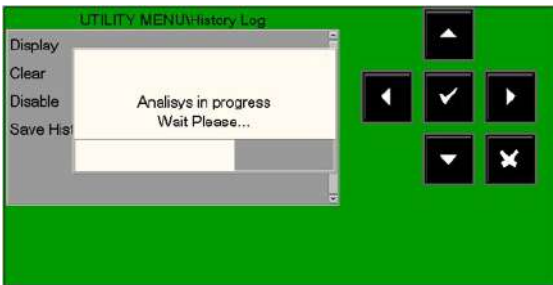 UTILITY MENU\History Log
Display
Clear
Disable
Save Hist
Analisys in progress
Wait Please...